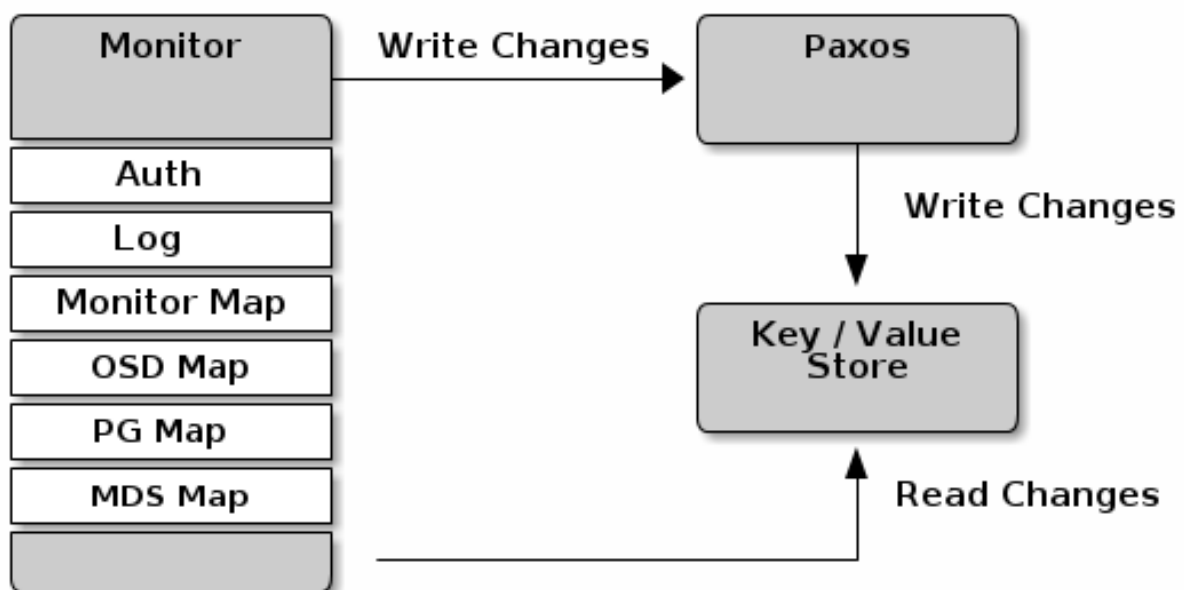 Monitor
Write Changes
Paxos
Auth
Write Changes
Log
Monitor Map
Key / Value
Store
OSD Map
PG Map
MDS Map
Read Changes